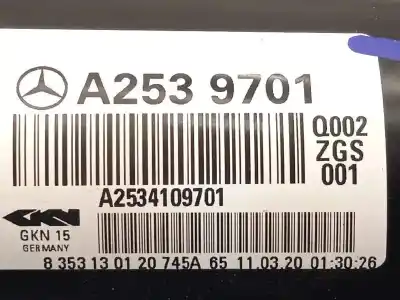 A253 9701
Q002
ZGS
001
A2534109701
GKN
GKN 15
GERMANY
8 353 13 01 20 745A 65 11.03.20 01:30:26